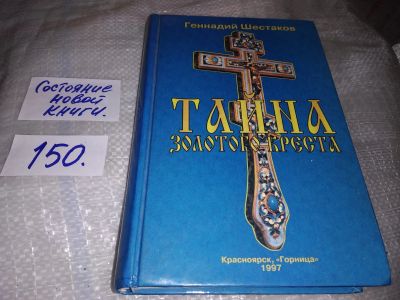 Состояние
новой
книги.
150.
Геннадий Шестаков
ТАЙНА
ЗОЛОТОГО КРЕСТА
Красноярск, «Горница»
1997